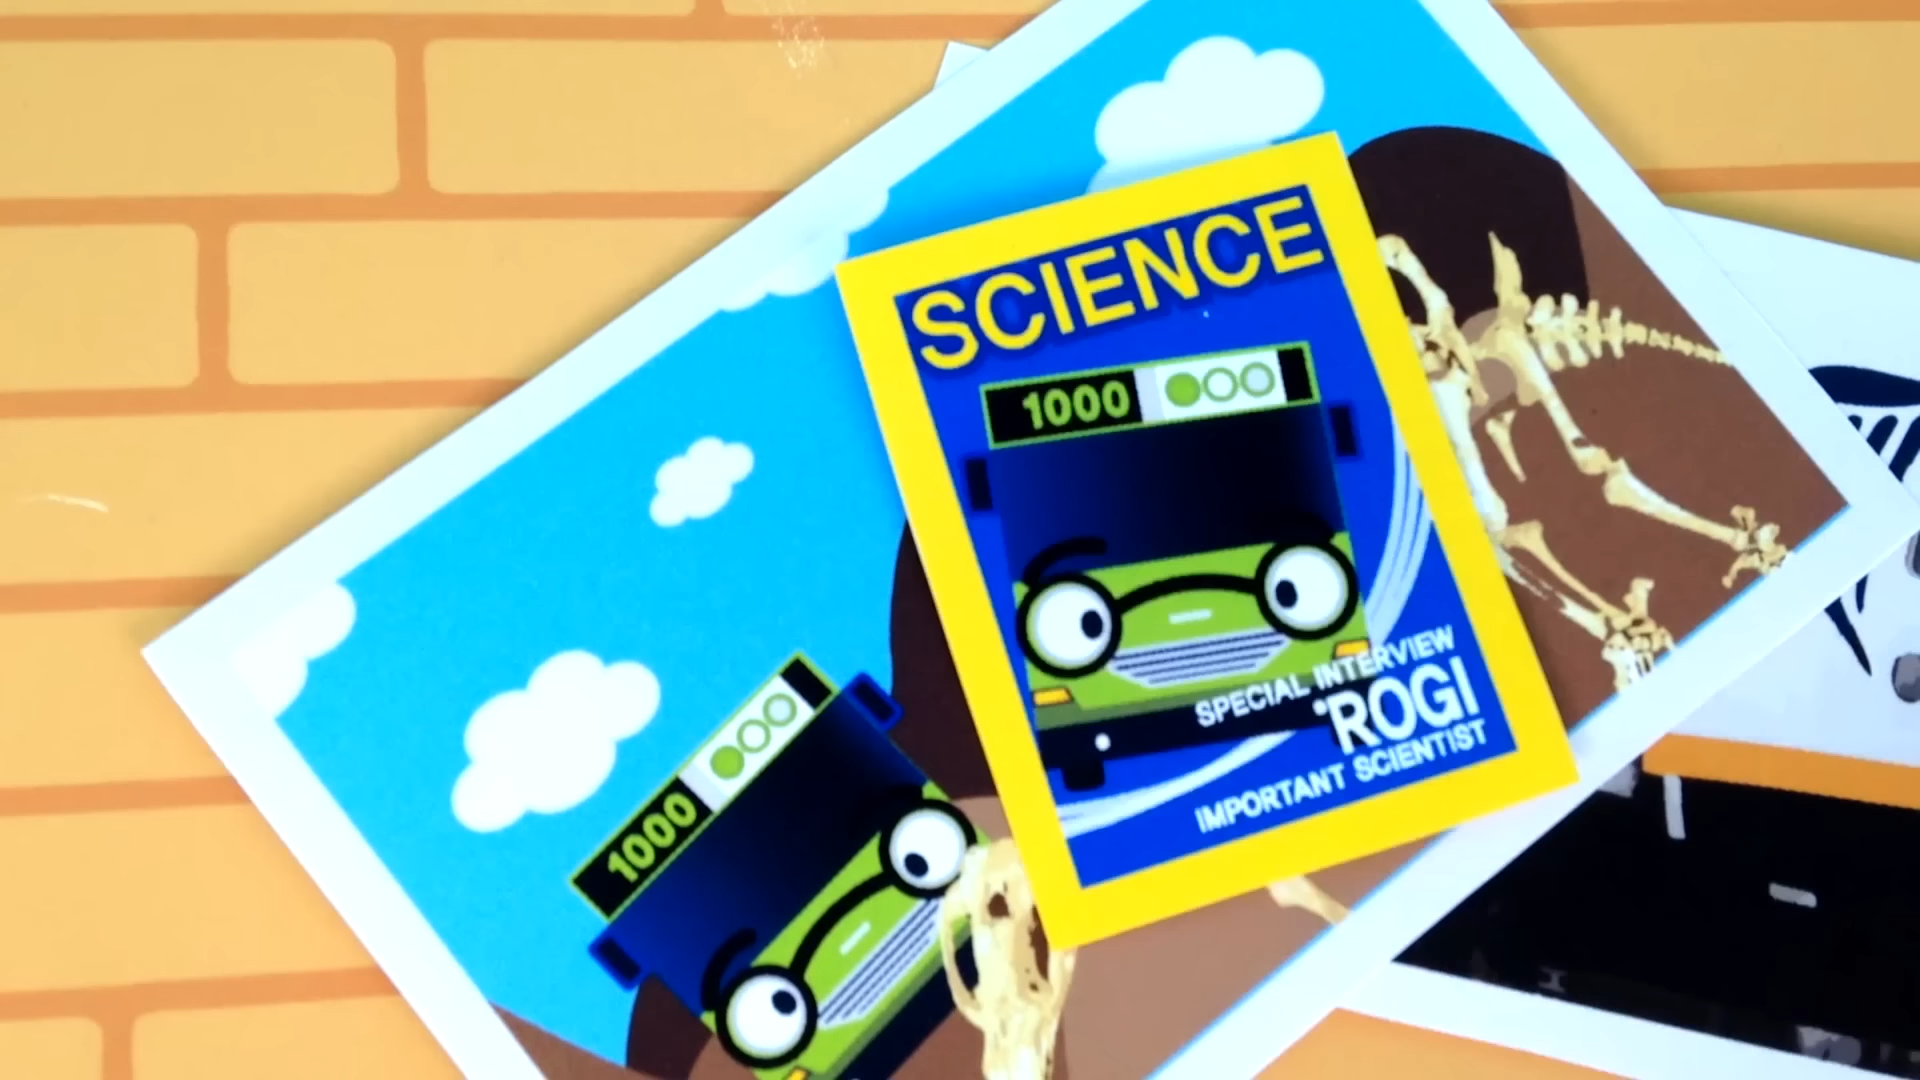 SCIENCE
1000
SPECIAL INTERVIEW
ROGI
IMPORTANT SCIENTIST
1000